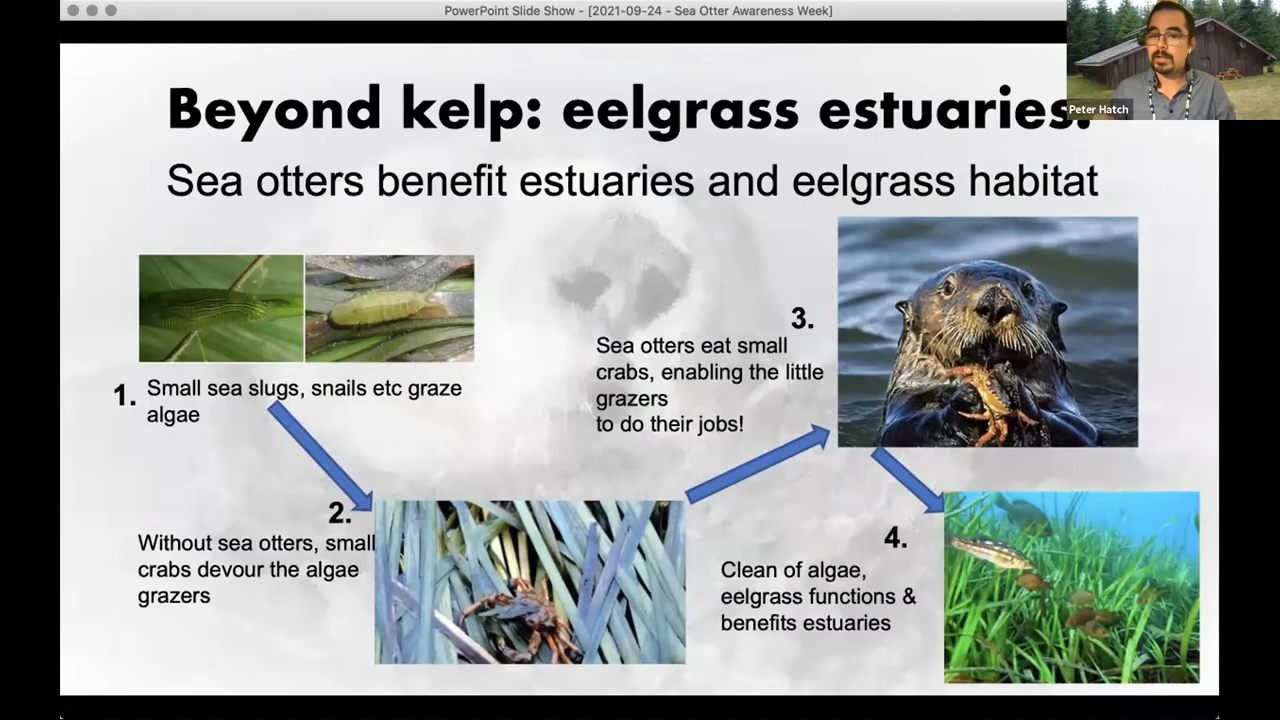 PowerPoint Slide Show - [2021-09-24 - Sea Otter Awareness Week]
Peter Hatch
Beyond kelp: eelgrass estuaries.
Sea otters benefit estuaries and eelgrass habitat
1. Small sea slugs, snails etc graze
algae
2.
Without sea otters, small
crabs devour the algae
grazers
3.
Sea otters eat small
crabs, enabling the little
grazers
to do their jobs!
4.
Clean of algae,
eelgrass functions &
benefits estuaries